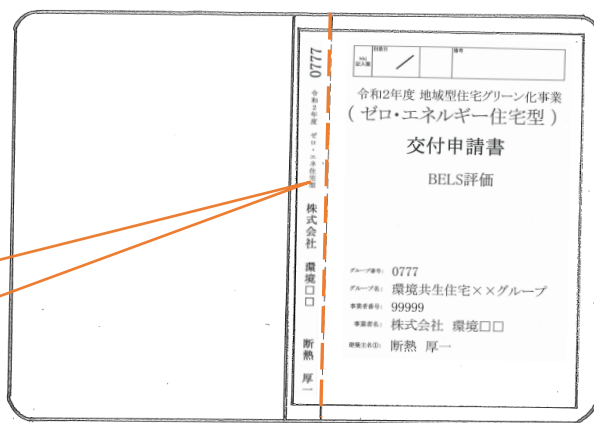 0777
令和2年度 ゼロ・エネ住宅型
株式会社 環境□□
断熱 厚一
備考
令和2年度 地域型住宅グリーン化事業
(ゼロ・エネルギー住宅型)
交付申請書
BELS評価
グループ番号: 0777
グループ名: 環境共生住宅××グループ
事業者番号: 99999
事業者名: 株式会社 環境□□
建築主名①: 断熱 厚一